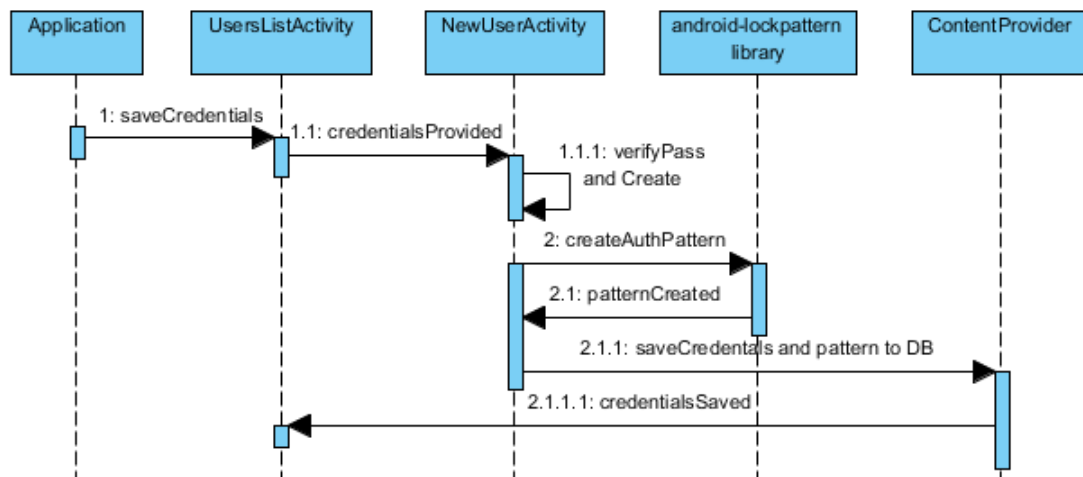 Application
UsersListActivity
NewUserActivity
android-lockpattern
library
ContentProvider
1: saveCredentials
1.1: credentialsProvided
1.1.1: verifyPass
and Create
2: createAuthPattern
2.1: patternCreated
2.1.1: saveCredentals and pattern to DB
2.1.1.1: credentialsSaved